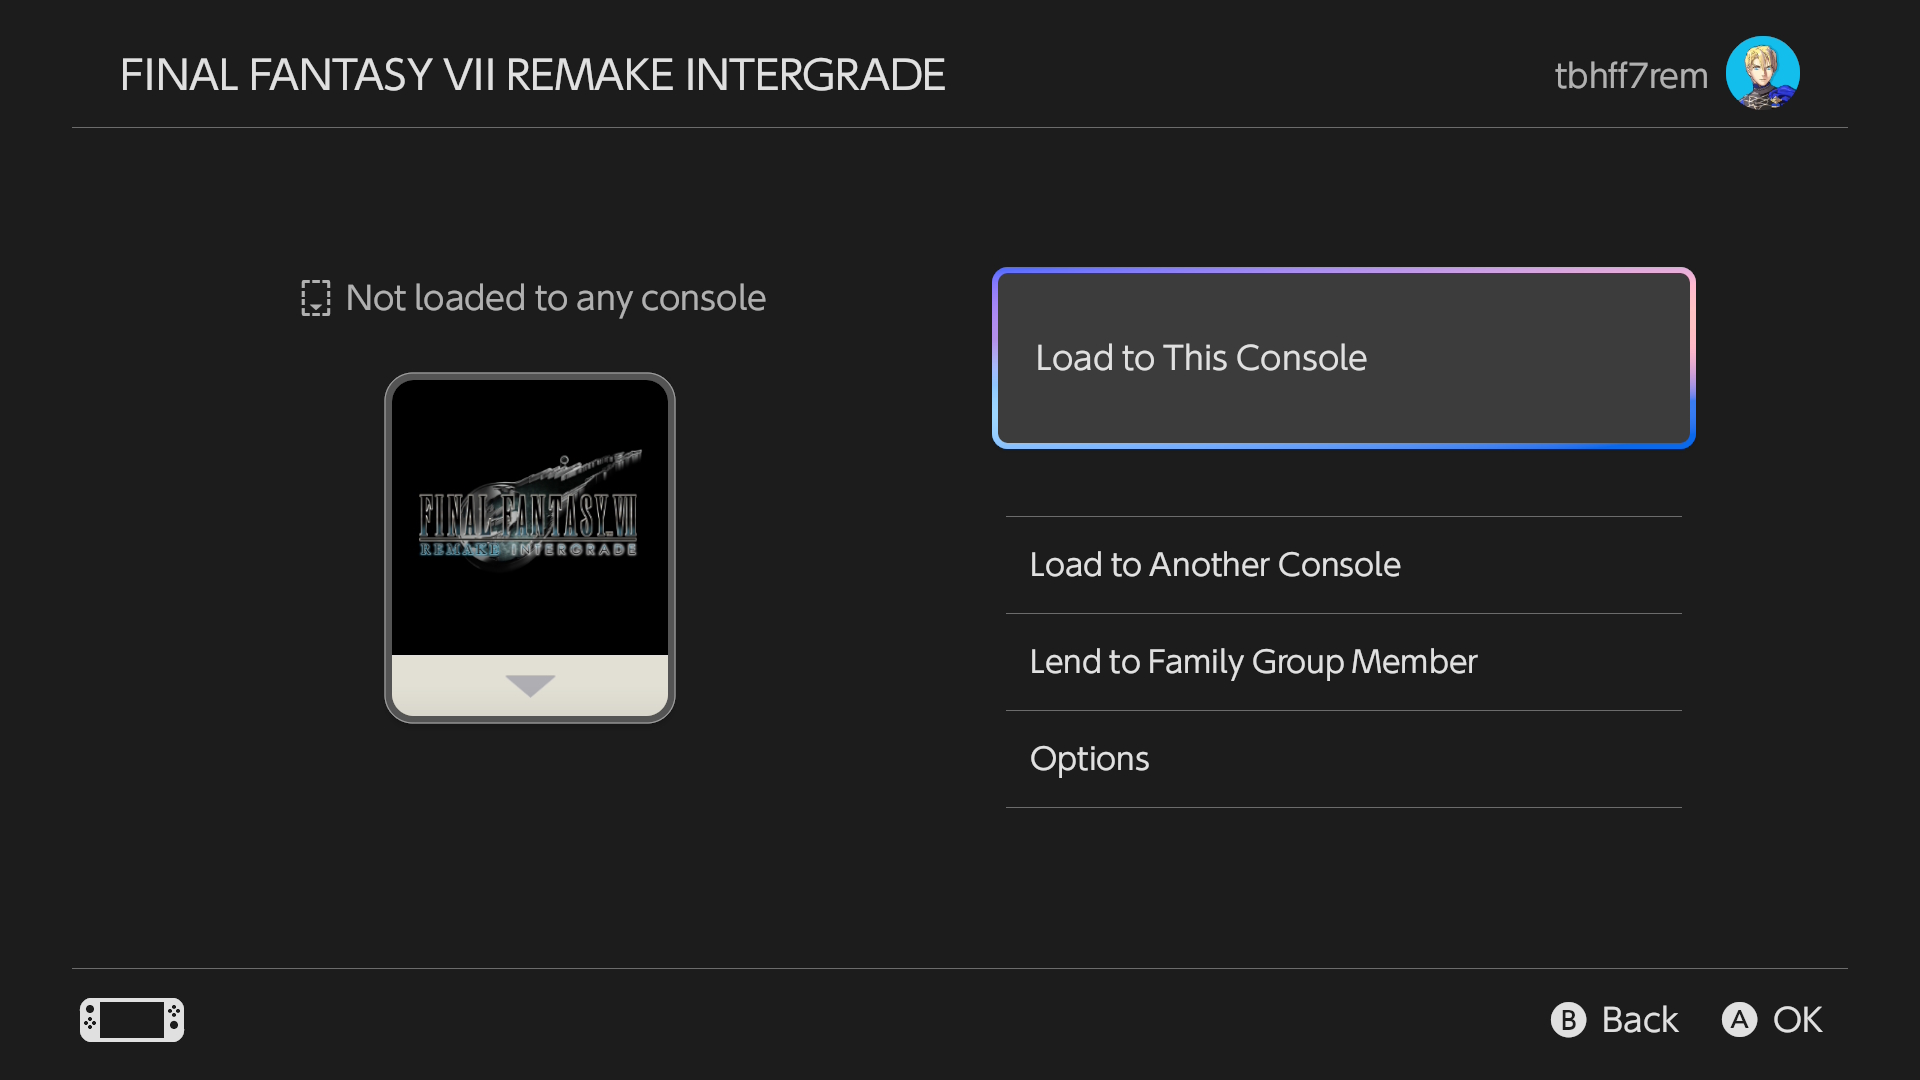 FINAL FANTASY VII REMAKE INTERGRADE
tbhff7rem
Not loaded to any console
FINAL FANTASY VII
REMAKE INTERGRADE
Load to This Console
Load to Another Console
Lend to Family Group Member
Options
B Back A OK